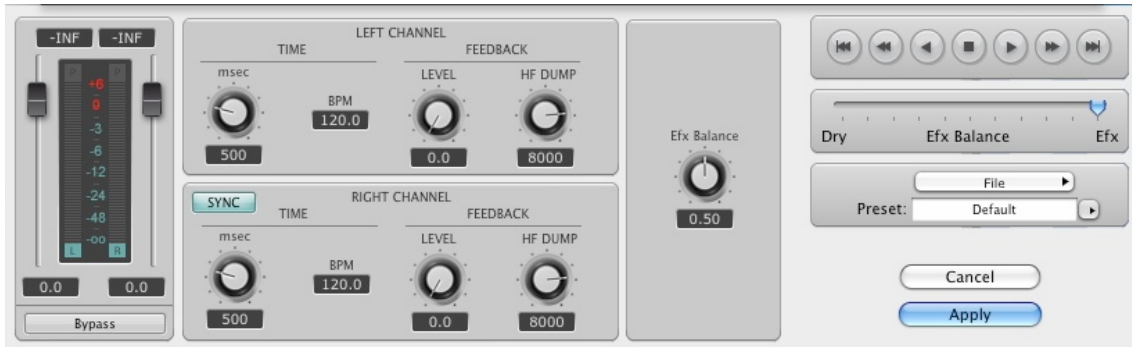 -INF -INF
P P
+6
0
-3
-6
-12
-24
-48
-oo
L R
0.0 0.0
Bypass
LEFT CHANNEL
TIME FEEDBACK
msec BPM LEVEL HF DUMP
120.0
500 0.0 8000
SYNC RIGHT CHANNEL
TIME FEEDBACK
msec BPM LEVEL HF DUMP
120.0
500 0.0 8000
Efx Balance
0.50
Dry Efx Balance Efx
File
Preset: Default
Cancel
Apply